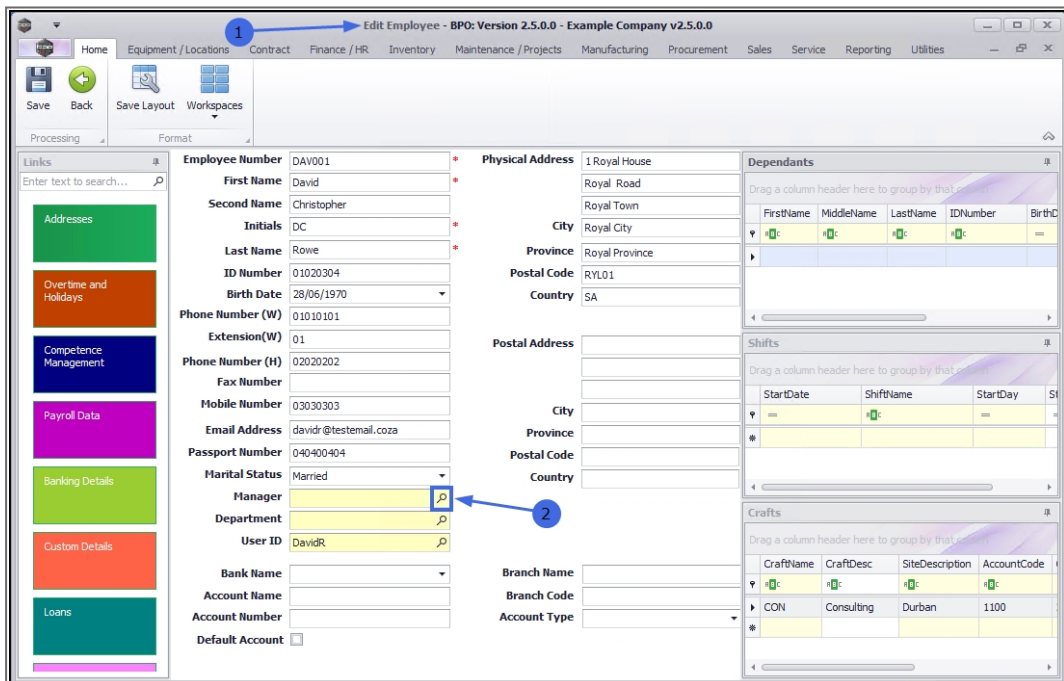 Edit Employee - BPO: Version 2.5.0.0 - Example Company v2.5.0.0
1
Home Equipment / Locations Contract Finance / HR Inventory Maintenance / Projects Manufacturing Procurement Sales Service Reporting Utilities
Save Back Save Layout Workspaces
Processing Format
Links
Enter text to search...
Addresses
Overtime and
Holidays
Competence
Management
Payroll Data
Banking Details
Custom Details
Loans
Employee Number DAV001 *
First Name David *
Second Name Christopher
Initials DC *
Last Name Rowe *
ID Number 01020304
Birth Date 28/06/1970
Phone Number (W) 01010101
Extension(W) 01
Phone Number (H) 02020202
Fax Number
Mobile Number 03030303
Email Address davidr@testemail.coza
Passport Number 040400404
Marital Status Married
Manager
2
Department
User ID DavidR
Bank Name
Account Name
Account Number
Default Account
Physical Address 1 Royal House
Royal Road
Royal Town
City Royal City
Province Royal Province
Postal Code RYL01
Country SA
Postal Address
City
Province
Postal Code
Country
Branch Name
Branch Code
Account Type
Dependants
Drag a column header here to group by that column
FirstName MiddleName LastName IDNumber BirthD
Shifts
Drag a column header here to group by that column
StartDate ShiftName StartDay St
Crafts
Drag a column header here to group by that column
CraftName CraftDesc SiteDescription AccountCode
CON Consulting Durban 1100